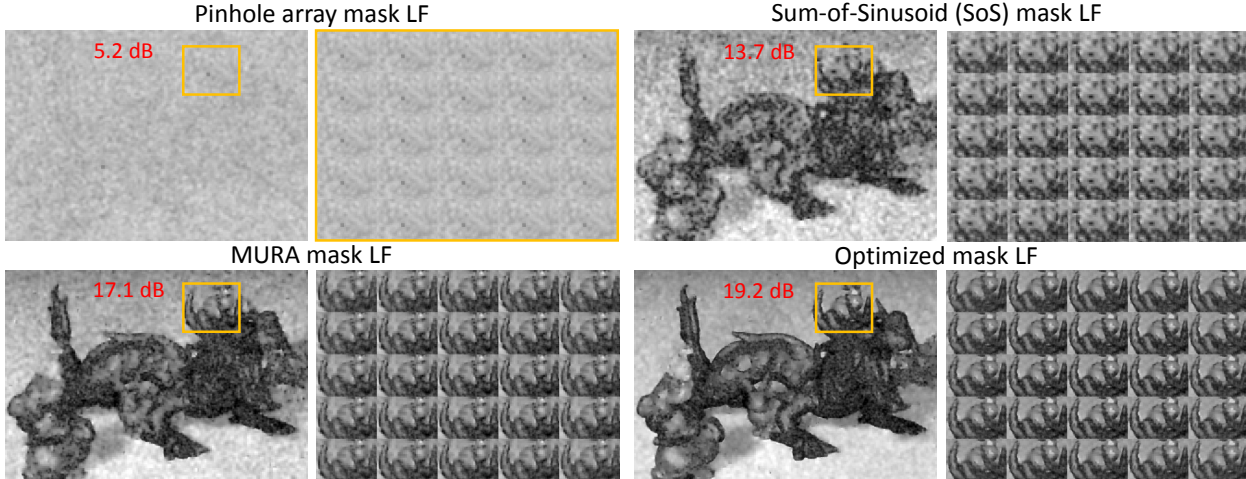 Pinhole array mask LF
Sum-of-Sinusoid (SoS) mask LF
5.2 dB
13.7 dB
MURA mask LF
Optimized mask LF
17.1 dB
19.2 dB